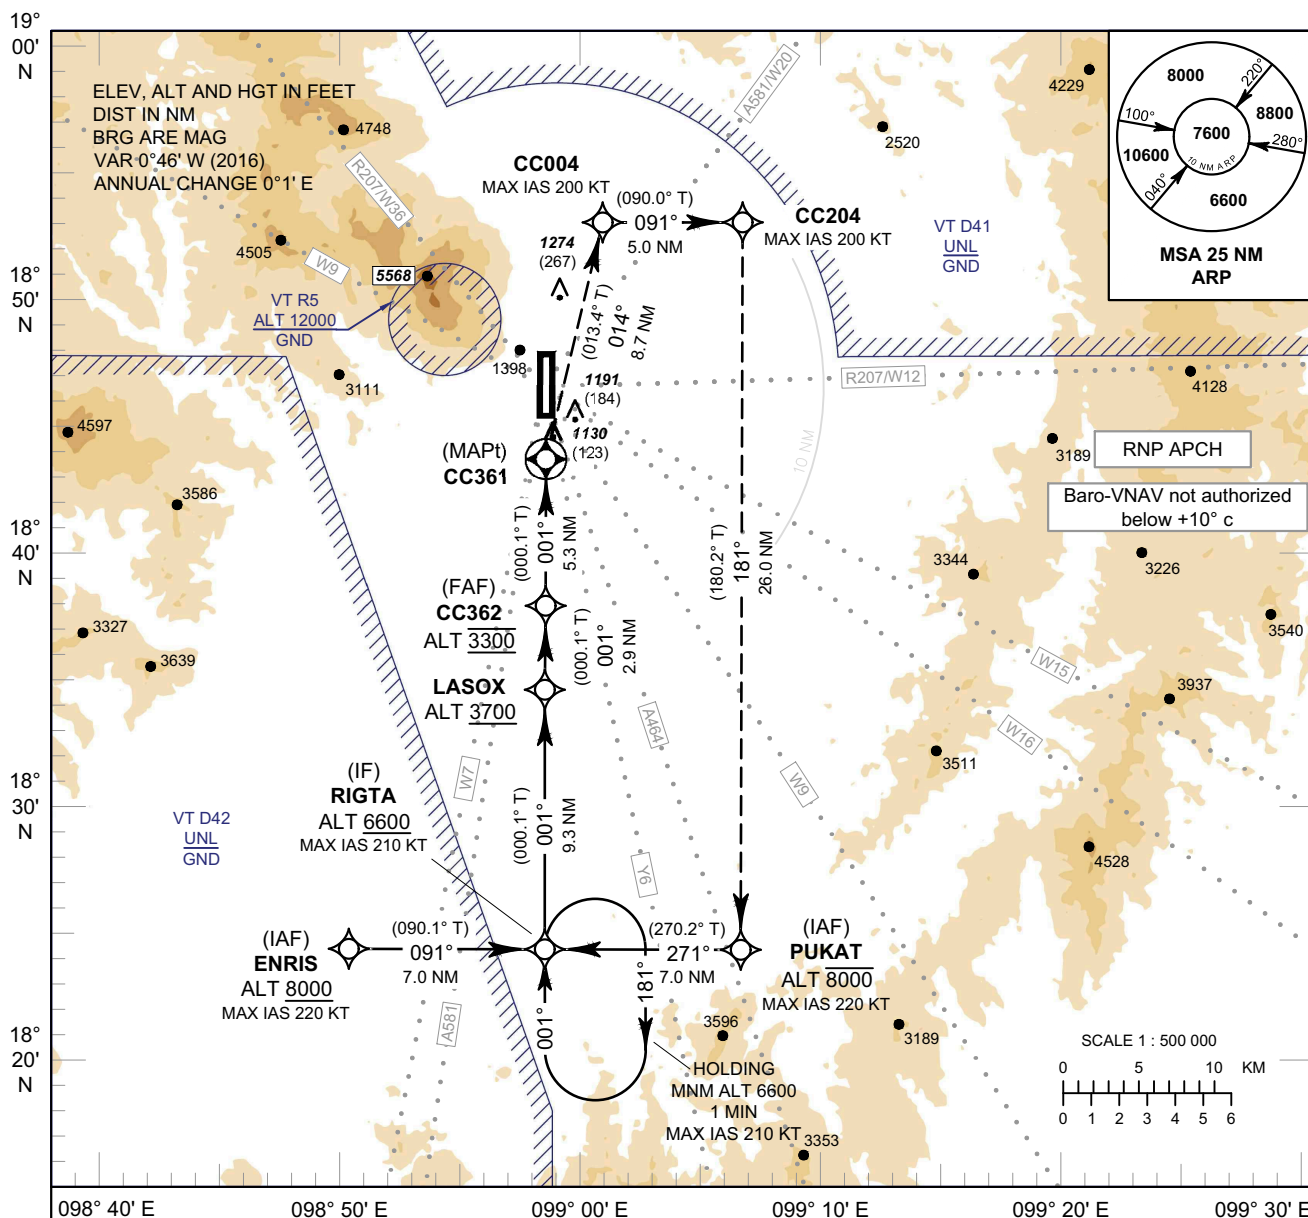 19°
00'
N
ELEV, ALT AND HGT IN FEET
DIST IN NM
BRG ARE MAG
VAR 0°46' W (2016)
ANNUAL CHANGE 0°1' E
4748
R207/W36
4505
W9
5568
VT R5
ALT 12000
GND
18°
50'
N
3111
1398
4597
3586
A581/W20
CC004
MAX IAS 200 KT
(090.0° T)
091°
5.0 NM
CC204
MAX IAS 200 KT
1274
(267)
(013.4° T)
014°
8.7 NM
1191
(184)
1130
(123)
(MAPt)
CC361
2520
4229
VT D41
UNL
GND
8000
220°
8800
100°
7600
10 NM ARP
280°
10600
040°
6600
MSA 25 NM
ARP
R207/W12
4128
10 NM
3189
RNP APCH
Baro-VNAV not authorized
below +10° c
18°
40'
N
(000.1° T)
001°
5.3 NM
(180.2° T)
181°
26.0 NM
3344
3226
3540
(FAF)
CC362
ALT 3300
3327
3639
(000.1° T)
001°
2.9 NM
LASOX
ALT 3700
W15
3937
A464
W16
3511
W7
W9
18°
30'
N
(IF)
RIGTA
ALT 6600
MAX IAS 210 KT
(000.1° T)
001°
9.3 NM
VT D42
UNL
GND
4528
Y6
(IAF)
ENRIS
ALT 8000
MAX IAS 220 KT
(090.1° T)
091°
7.0 NM
(270.2° T)
271°
7.0 NM
(IAF)
PUKAT
ALT 8000
MAX IAS 220 KT
001°
181°
A581
3596
3189
18°
20'
N
HOLDING
MNM ALT 6600
1 MIN
MAX IAS 210 KT
3353
SCALE 1 : 500 000
0 5 10 KM
0 1 2 3 4 5 6
098° 40' E
098° 50' E
099° 00' E
099° 10' E
099° 20' E
099° 30' E